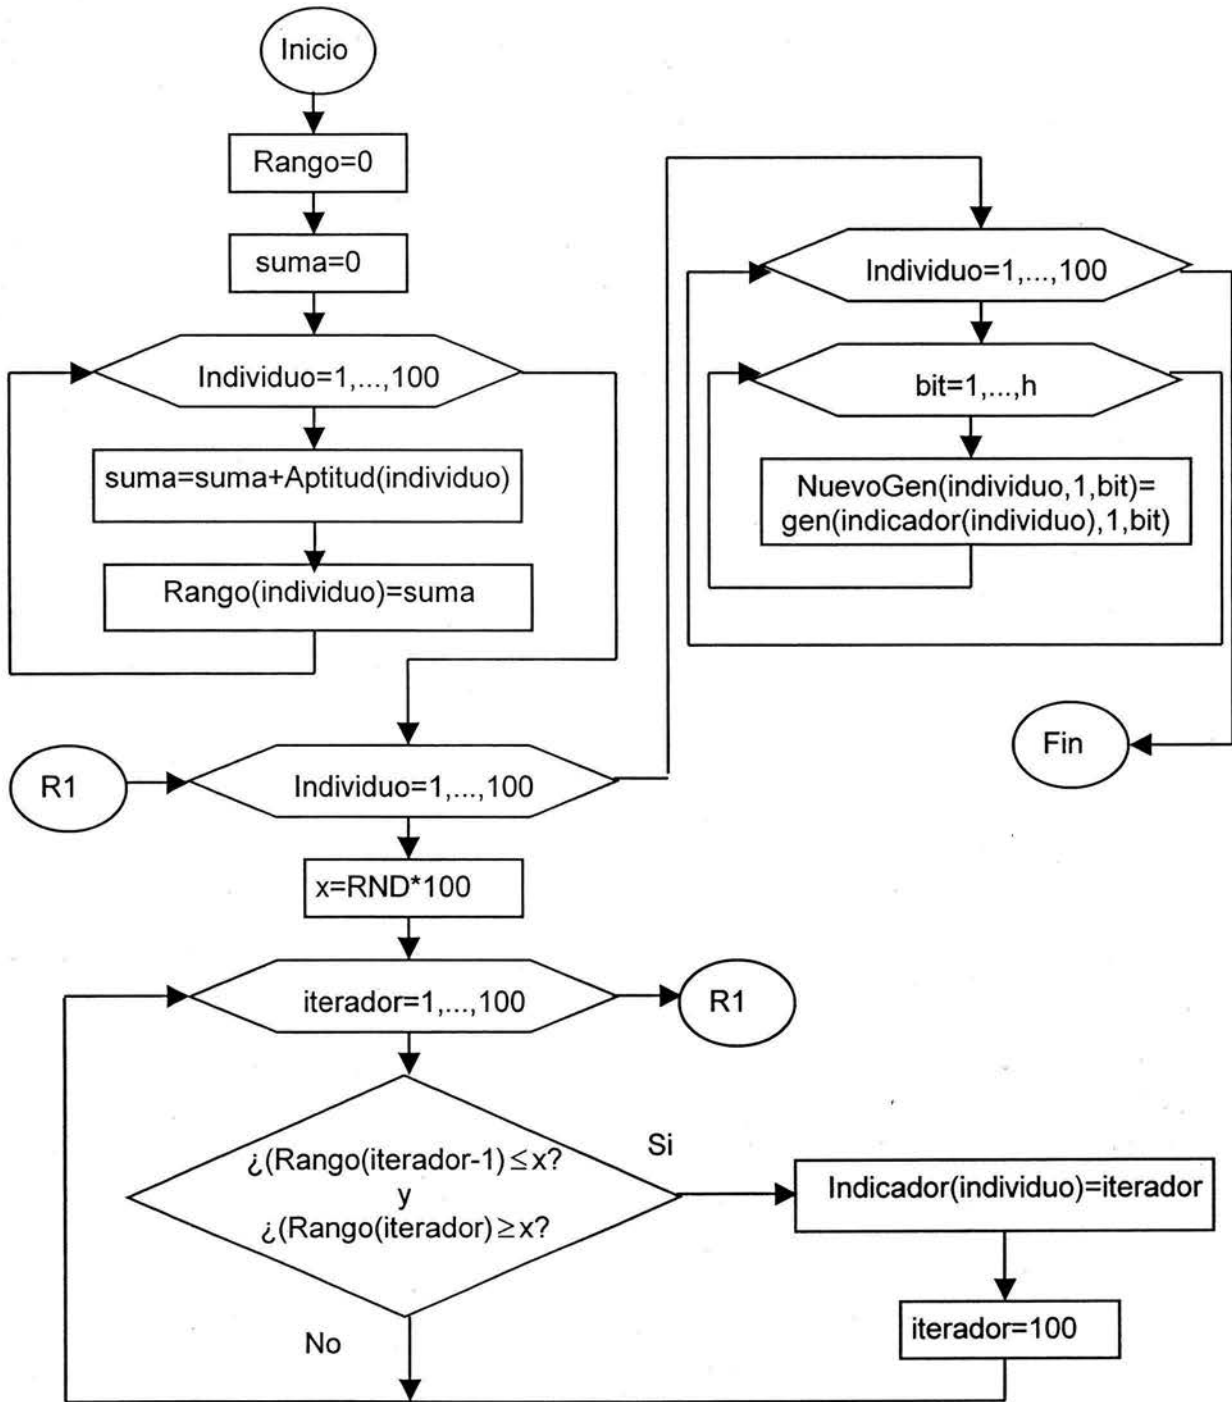 Inicio
Rango=0
suma=0
Individuo=1,...,100
suma=suma+Aptitud(individuo)
Rango(individuo)=suma
R1
Individuo=1,...,100
x=RND*100
iterador=1,...,100
R1
¿(Rango(iterador-1)≤x?
y
¿(Rango(iterador)≥x?
Si
No
Indicador(individuo)=iterador
iterador=100
Individuo=1,...,100
bit=1,...,h
NuevoGen(individuo,1,bit)=
gen(indicador(individuo),1,bit)
Fin